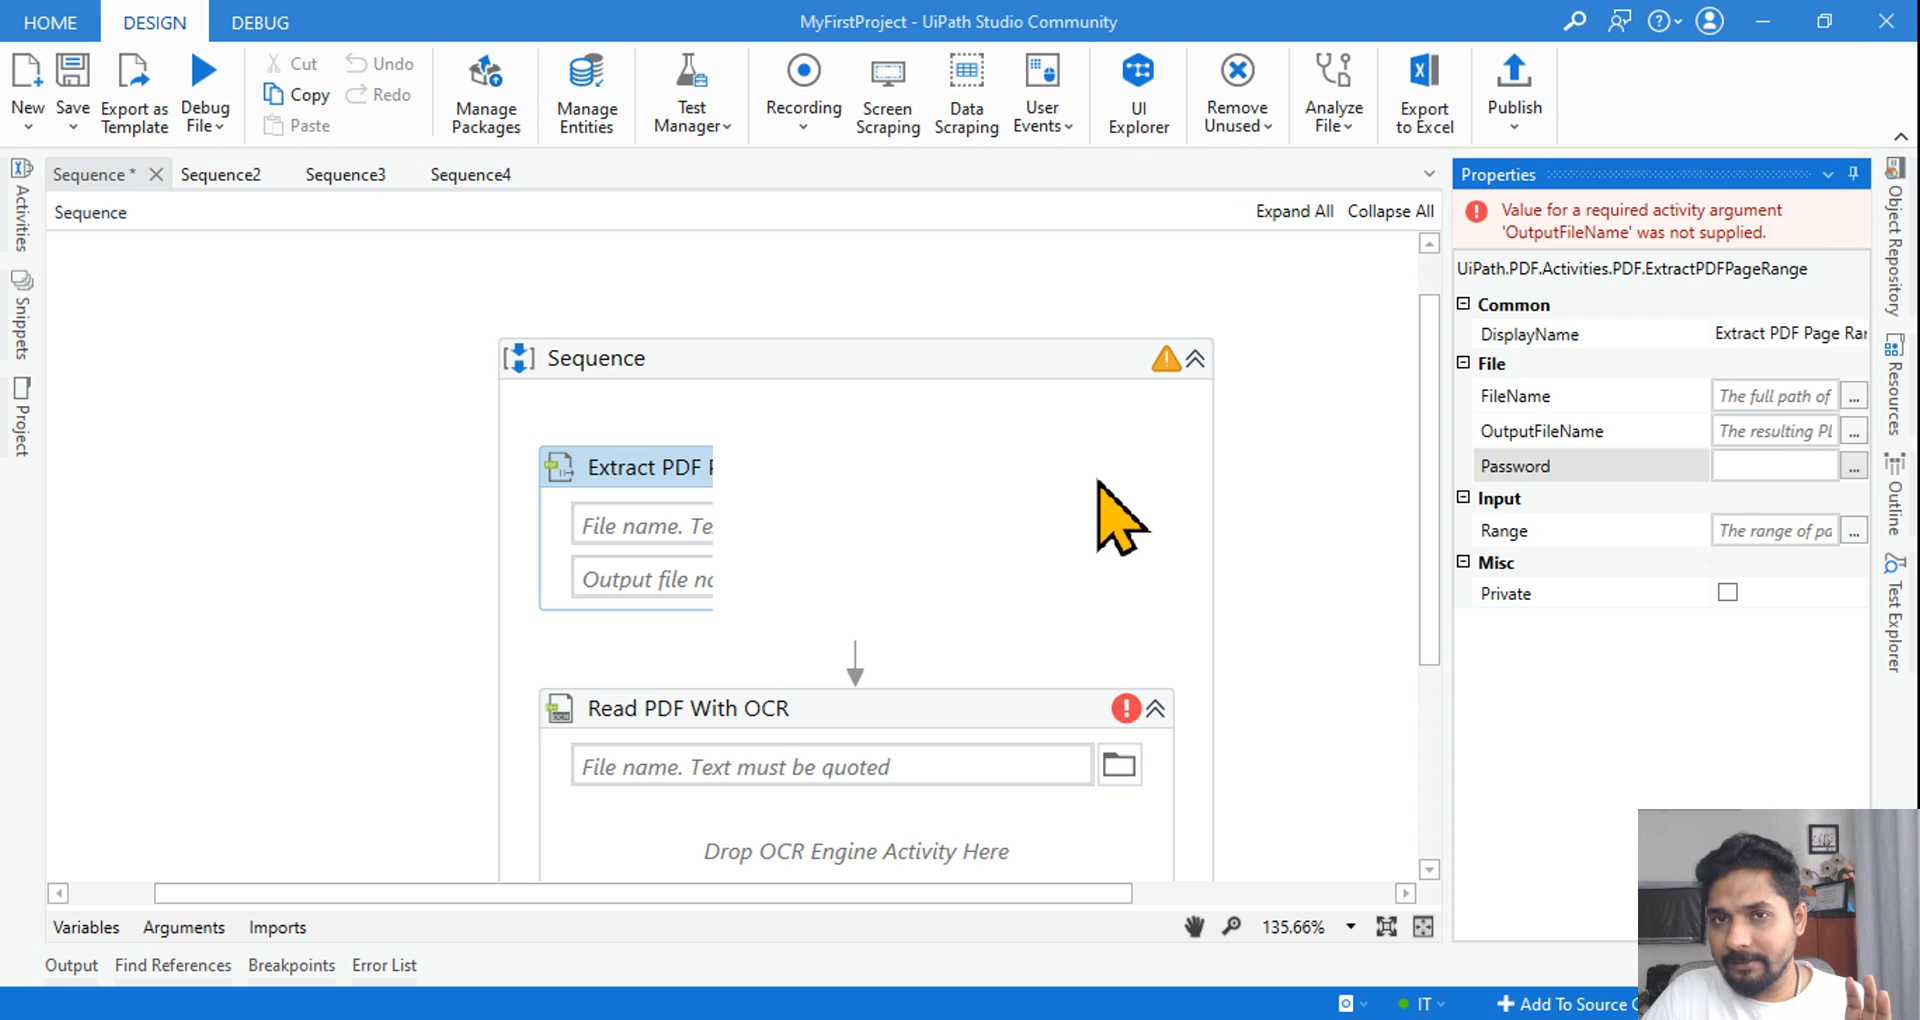 HOME
DESIGN
DEBUG
MyFirstProject - UiPath Studio Community
New
Save
Export as
Template
Debug
File
Cut
Copy
Paste
Undo
Redo
Manage
Packages
Manage
Entities
Test
Manager
Recording
Screen
Scraping
Data
Scraping
User
Events
UI
Explorer
Remove
Unused
Analyze
File
Export
to Excel
Publish
Activities
Snippets
Project
Sequence *
Sequence2
Sequence3
Sequence4
Sequence
Expand All
Collapse All
Sequence
Extract PDF
File name. Te
Output file na
Read PDF With OCR
File name. Text must be quoted
Drop OCR Engine Activity Here
Variables
Arguments
Imports
135.66%
Output
Find References
Breakpoints
Error List
Properties
Value for a required activity argument
'OutputFileName' was not supplied.
UiPath.PDF.Activities.PDF.ExtractPDFPageRange
Common
DisplayName
Extract PDF Page Ran
File
FileName
The full path of
...
OutputFileName
The resulting PD
...
Password
...
Input
Range
The range of pa
...
Misc
Private
Object Repository
Resources
Outline
Test Explorer
IT
Add To Source C